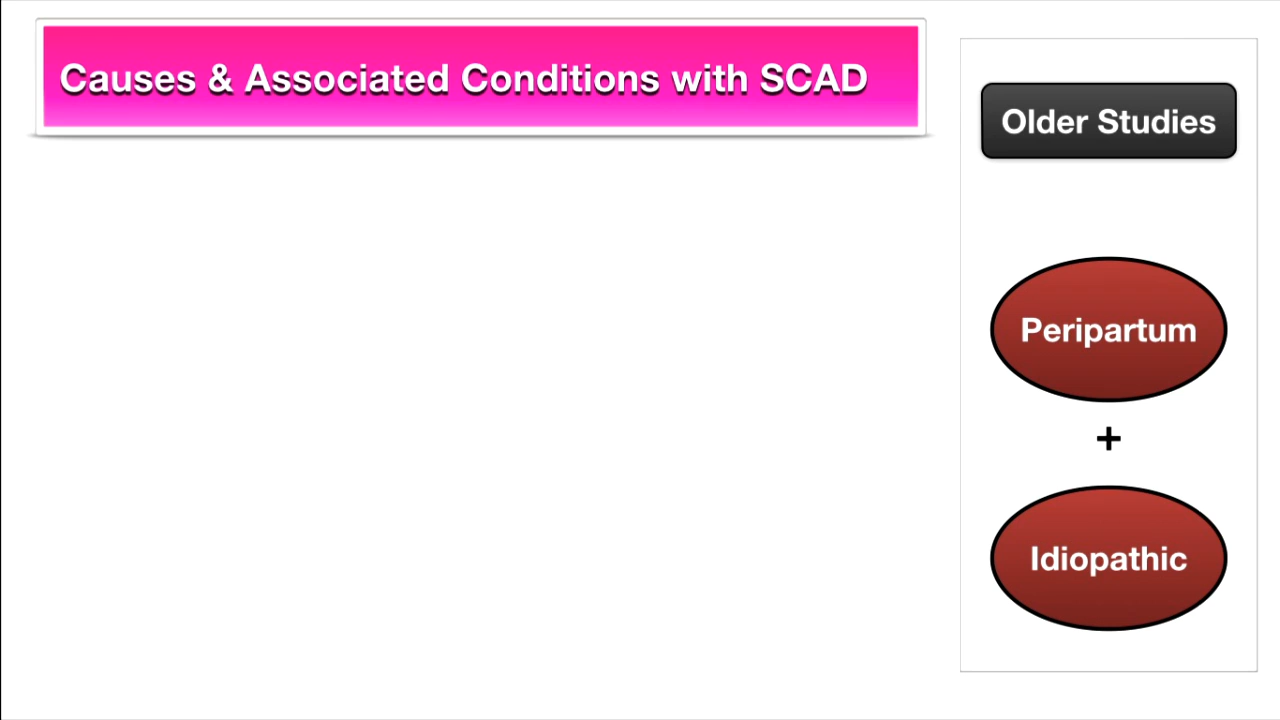 Causes & Associated Conditions with SCAD
Older Studies
Peripartum
+
Idiopathic